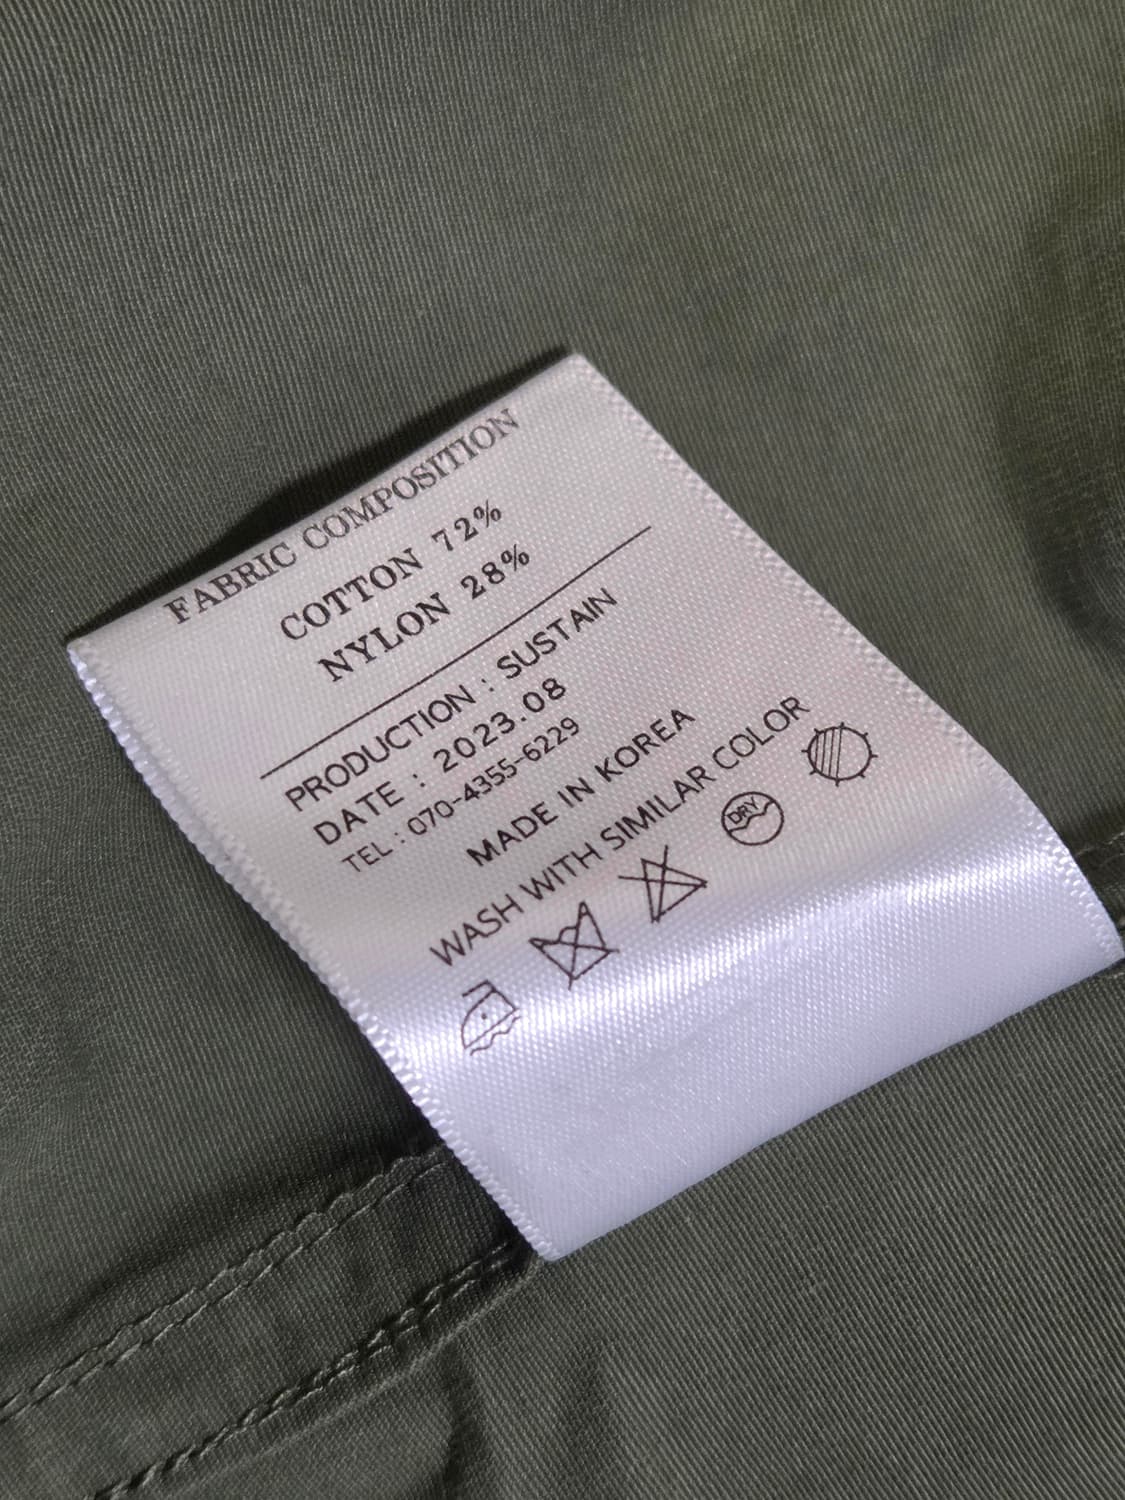 FABRIC COMPOSITION
COTTON 72%
NYLON 28%
PRODUCTION : SUSTAIN
DATE : 2023.08
TEL : 070-4355-6229
MADE IN KOREA
WASH WITH SIMILAR COLOR
DRY